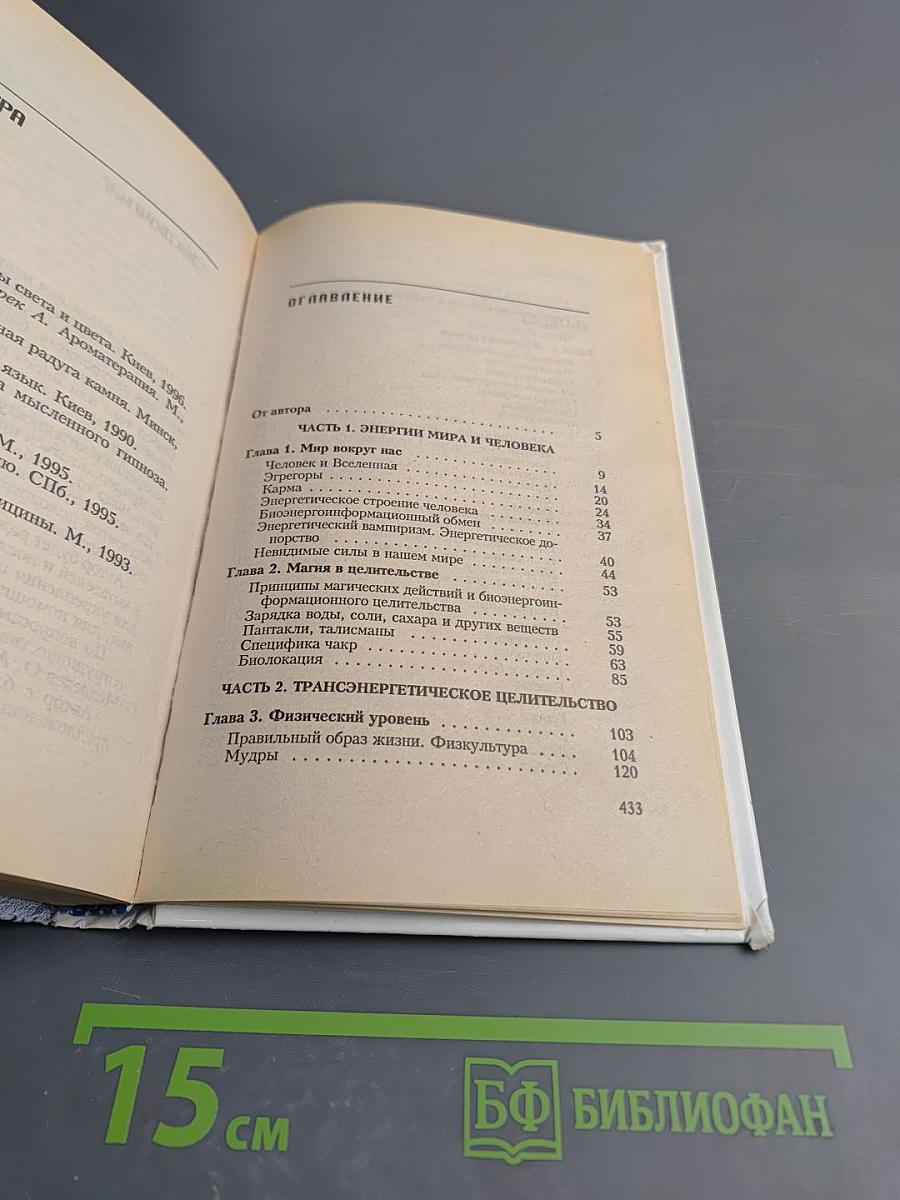 РА
ы света и цвета. Киев, 1996.
рек А. Ароматерапия. М.,
ная радуга камня. Минск,
язык. Киев, 1990.
а мысленного гипноза.
М., 1995.
ю. СПб., 1995.
ицины. М., 1993.
ОГЛАВЛЕНИЕ
От автора . . . . . . . . . . . . . . . . . . . . . . . . 5
ЧАСТЬ 1. ЭНЕРГИИ МИРА И ЧЕЛОВЕКА
Глава 1. Мир вокруг нас . . . . . . . . . . . . . . . 9
Человек и Вселенная . . . . . . . . . . . . . . . 14
Эгрегоры . . . . . . . . . . . . . . . . . . . . . 20
Карма . . . . . . . . . . . . . . . . . . . . . . 24
Энергетическое строение человека . . . . . . . . 34
Биоэнергоинформационный обмен . . . . . . . . 37
Энергетический вампиризм. Энергетическое до-
норство . . . . . . . . . . . . . . . . . . . . 40
Невидимые силы в нашем мире . . . . . . . . . 44
Глава 2. Магия в целительстве . . . . . . . . . . . 53
Принципы магических действий и биоэнергоин-
формационного целительства . . . . . . . . . 53
Зарядка воды, соли, сахара и других веществ 55
Пантакли, талисманы . . . . . . . . . . . . . . 59
Специфика чакр . . . . . . . . . . . . . . . . . 63
Биолокация . . . . . . . . . . . . . . . . . . . 85
ЧАСТЬ 2. ТРАНСЭНЕРГЕТИЧЕСКОЕ ЦЕЛИТЕЛЬСТВО
Глава 3. Физический уровень . . . . . . . . . . . . 103
Правильный образ жизни. Физкультура . . . . 104
Мудры . . . . . . . . . . . . . . . . . . . . . . 120
433
15 см
БФ БИБЛИОФАН